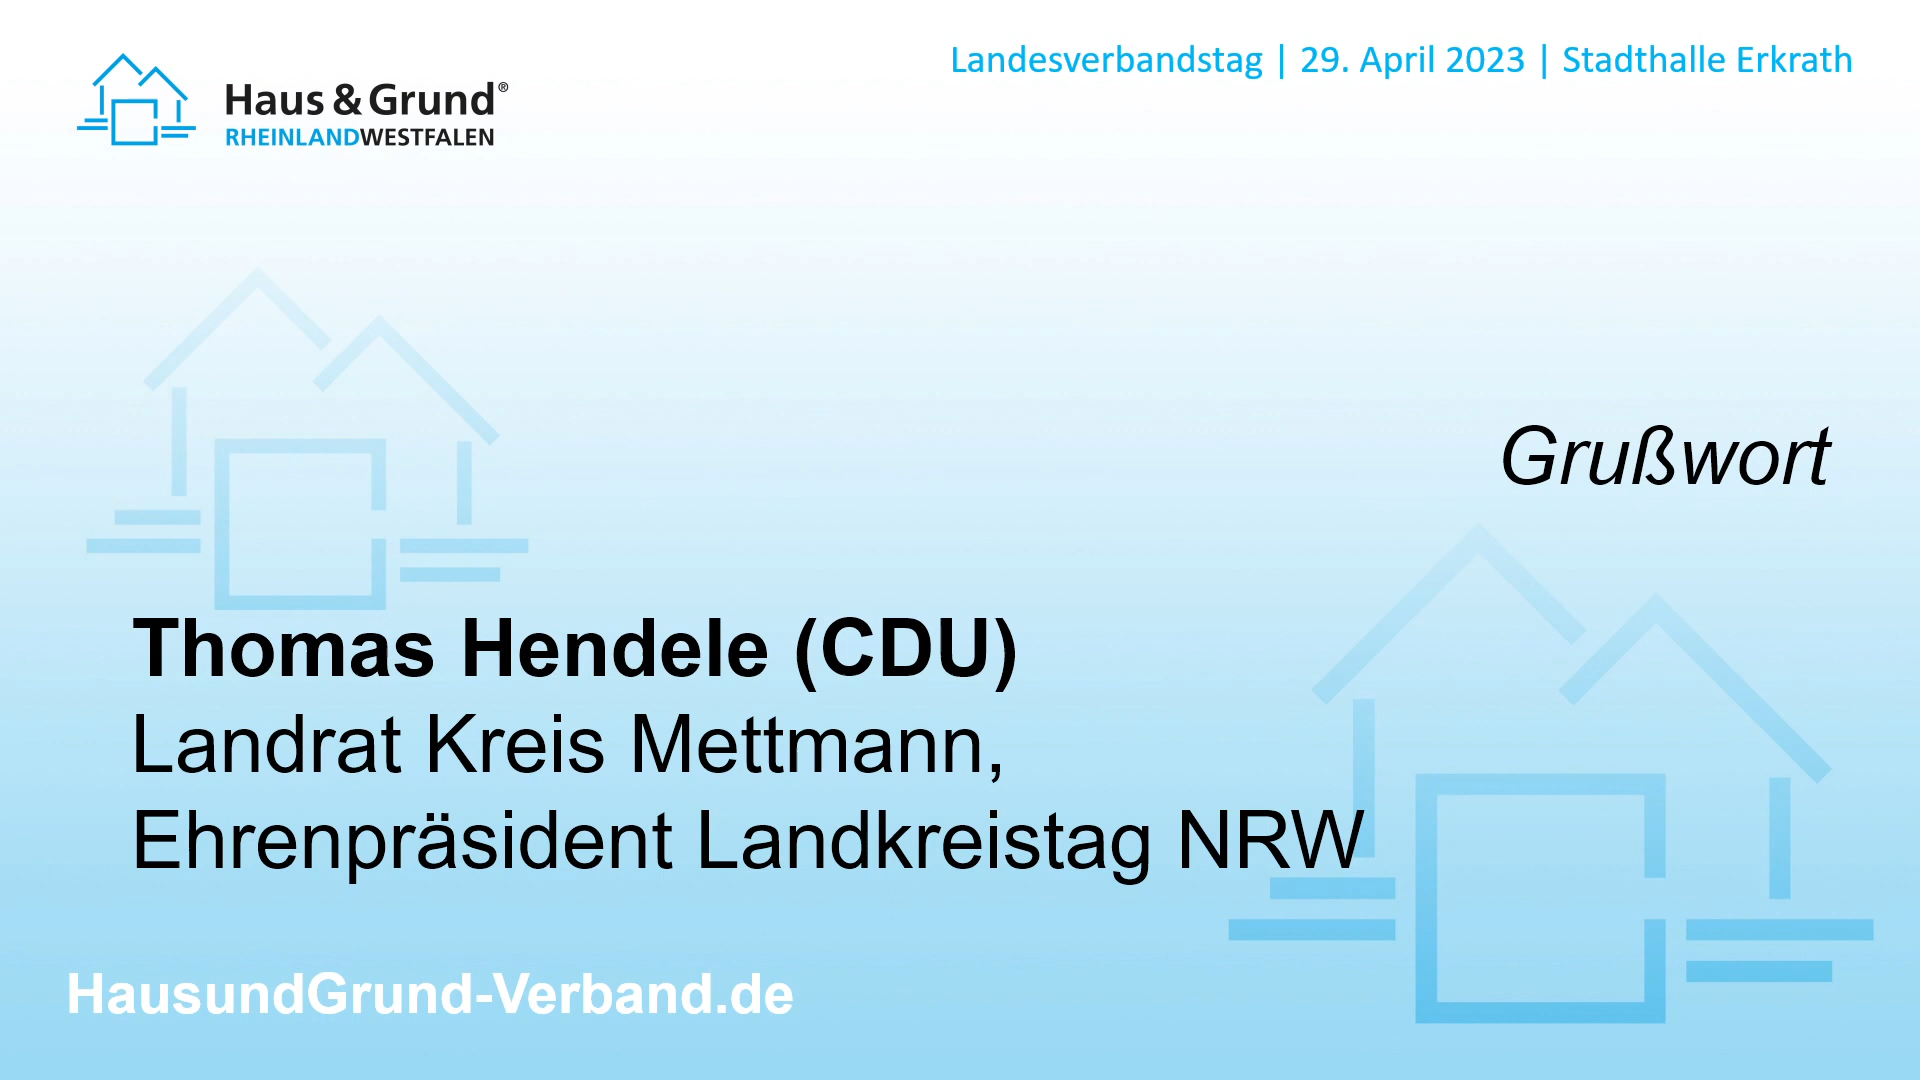 Haus & Grund®
RHEINLANDWESTFALEN
Landesverbandstag | 29. April 2023 | Stadthalle Erkrath
Grußwort
Thomas Hendele (CDU)
Landrat Kreis Mettmann,
Ehrenpräsident Landkreistag NRW
HausundGrund-Verband.de